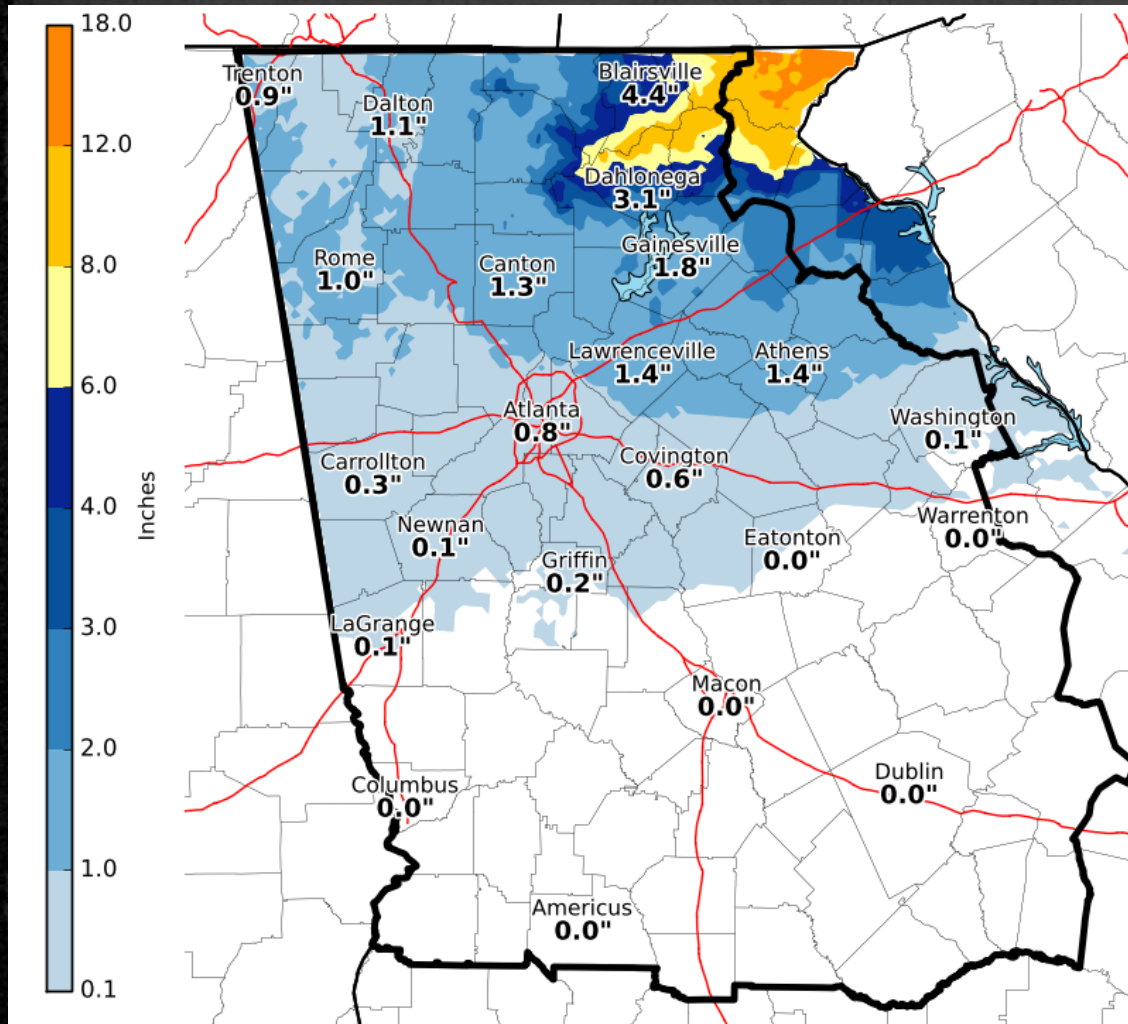 18.0
12.0
8.0
6.0
4.0
3.0
2.0
1.0
0.1
Inches
Trenton
0.9"
Dalton
1.1"
Blairsville
4.4"
Dahlonega
3.1"
Rome
1.0"
Canton
1.3"
Gainesville
1.8"
Lawrenceville
1.4"
Athens
1.4"
Atlanta
0.8"
Washington
0.1"
Carrollton
0.3"
Covington
0.6"
Newnan
0.1"
Griffin
0.2"
Eatonton
0.0"
Warrenton
0.0"
LaGrange
0.1"
Macon
0.0"
Columbus
0.0"
Dublin
0.0"
Americus
0.0"